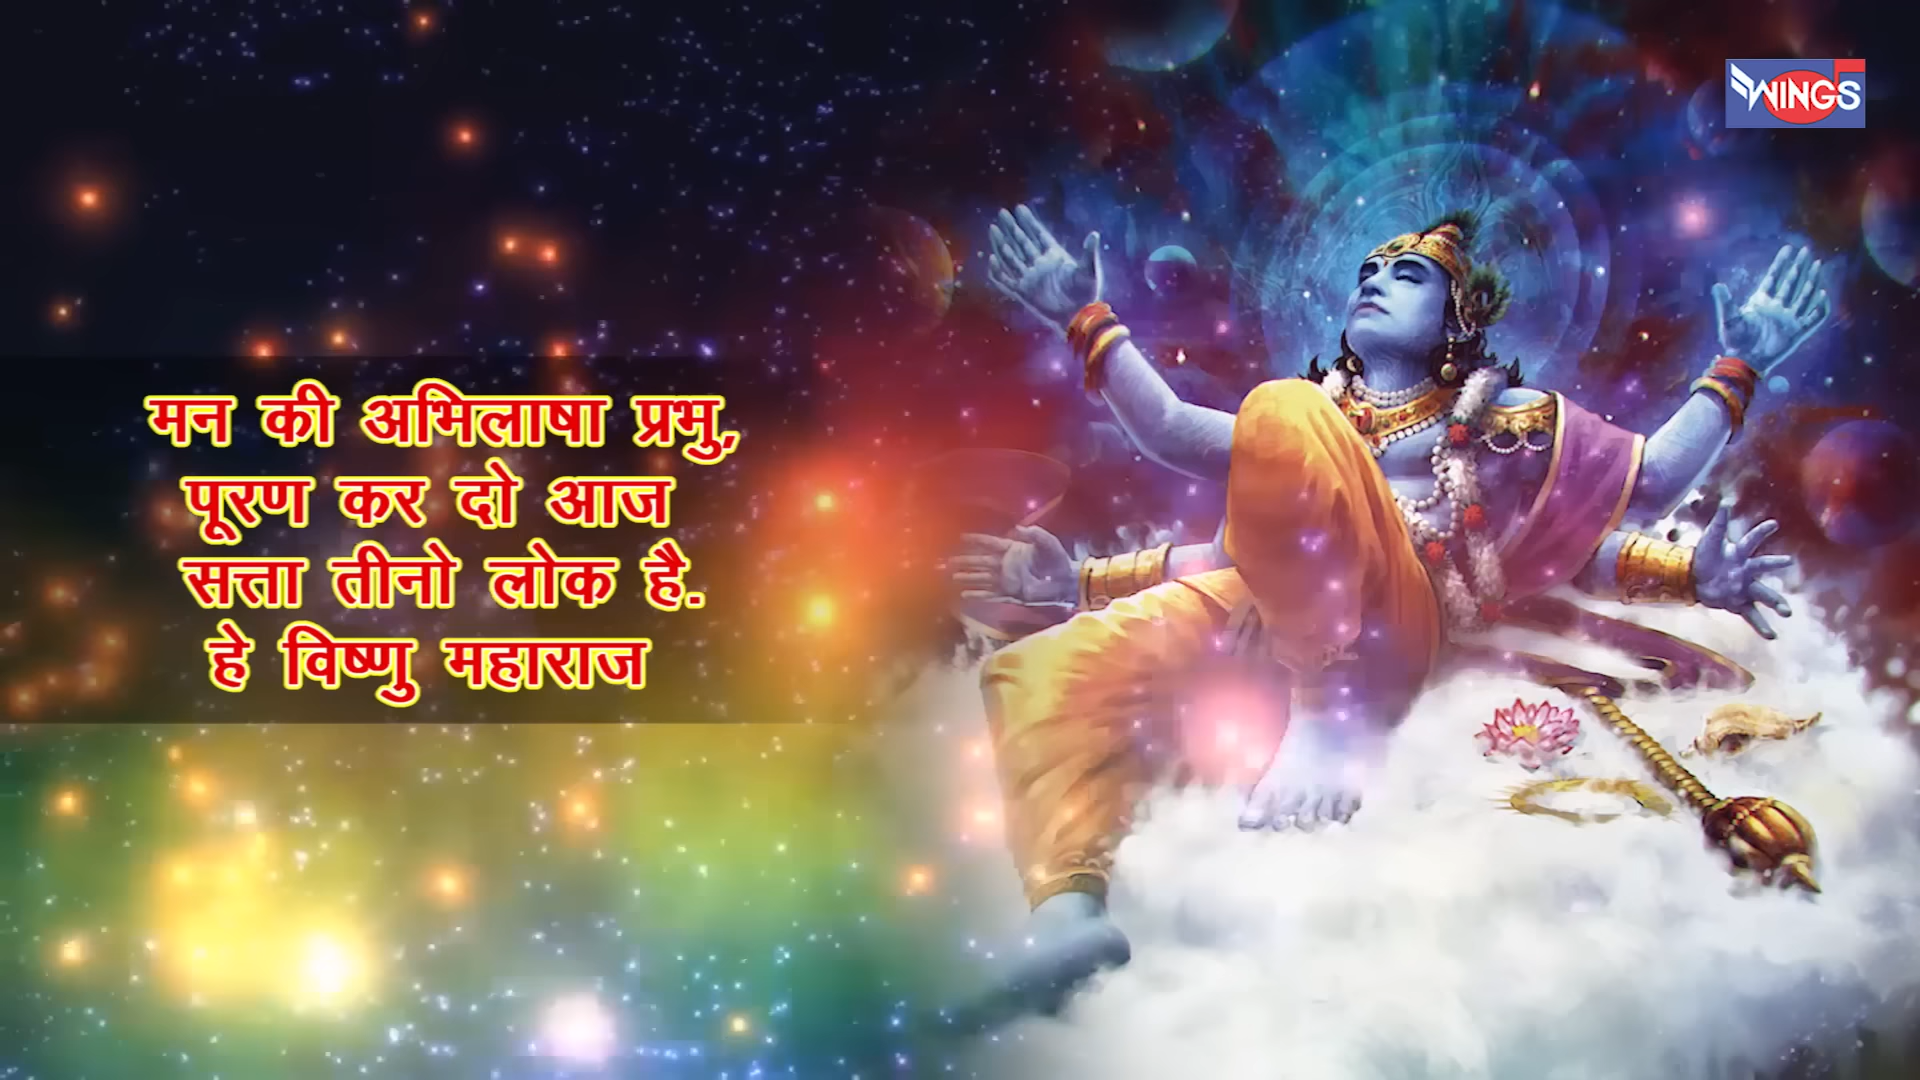 WINGS
मन की अभिलाषा प्रभु,
पूरण कर दो आज
सत्ता तीनो लोक है.
हे विष्णु महाराज